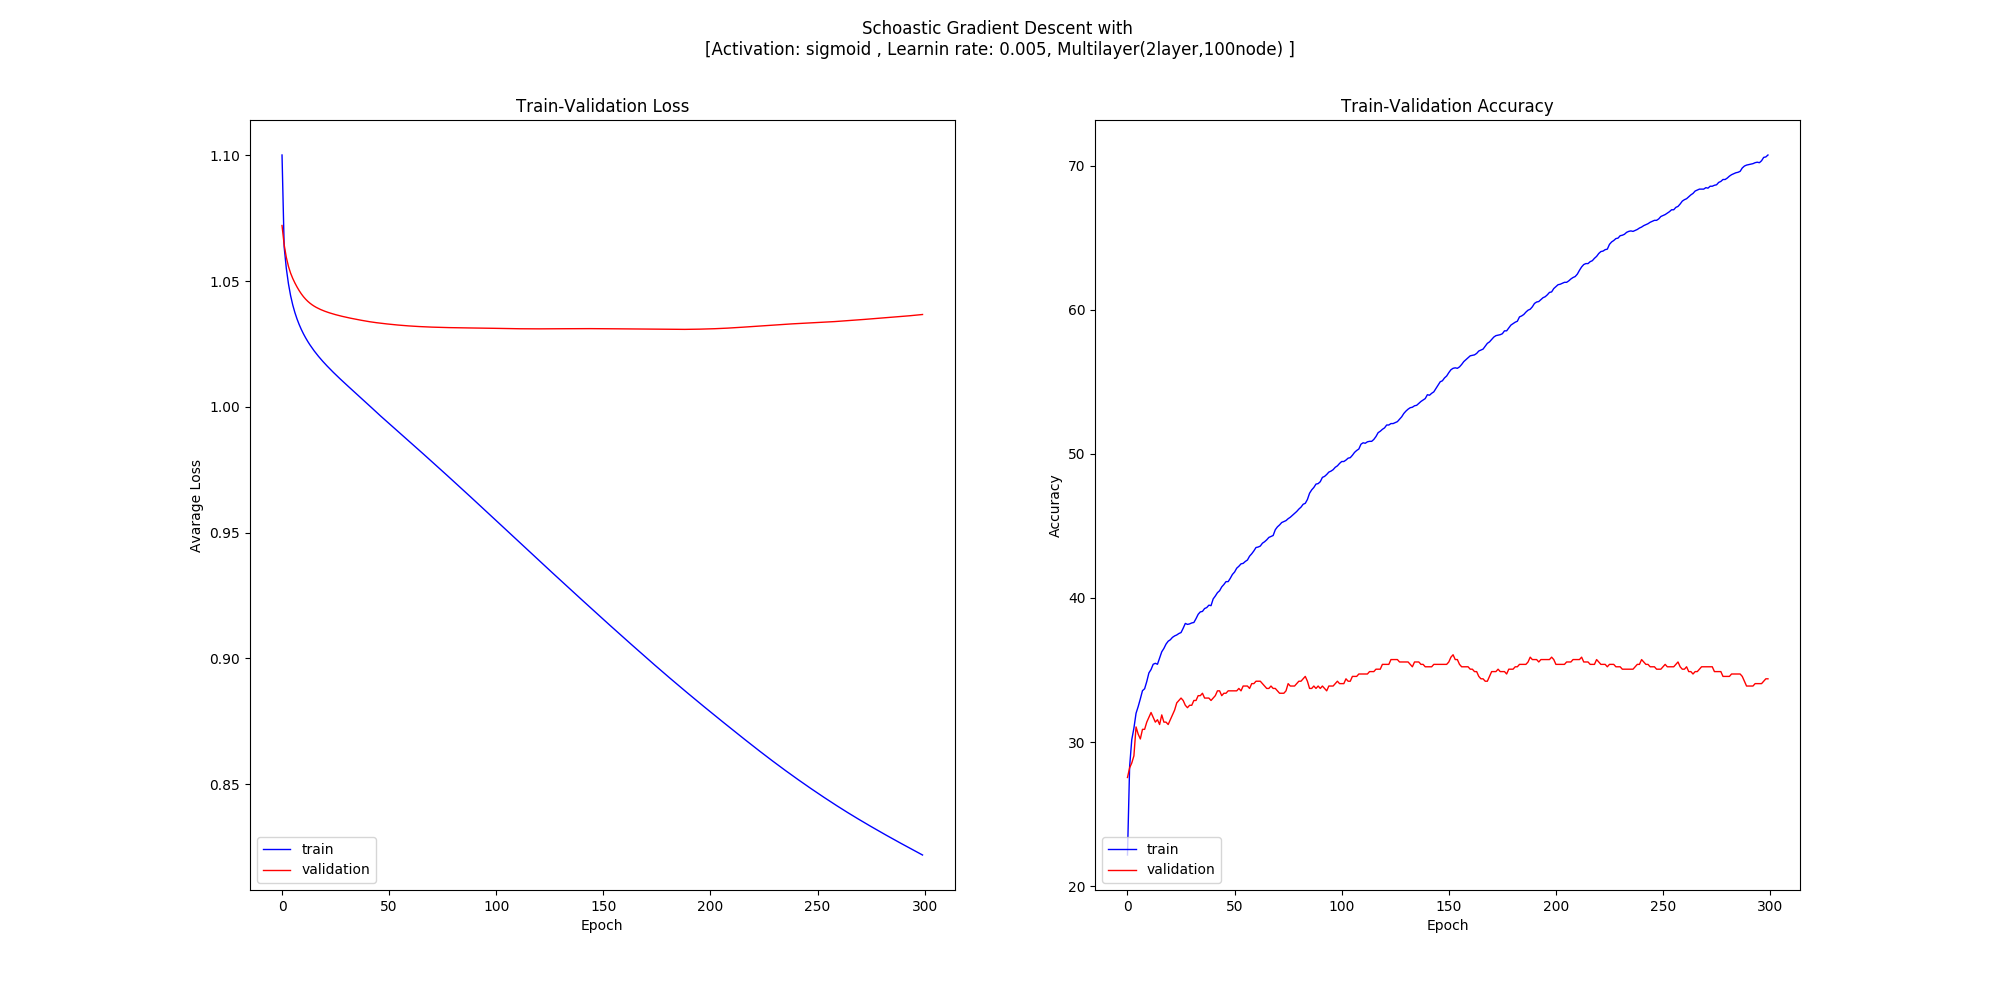 Schoastic Gradient Descent with
[Activation: sigmoid , Learnin rate: 0.005, Multilayer(2layer,100node) ]
Train-Validation Loss
1.10
1.05
1.00
0.95
0.90
0.85
Avarage Loss
train
validation
0 50 100 150 200 250 300
Epoch
Train-Validation Accuracy
70
60
50
40
30
20
Accuracy
train
validation
0 50 100 150 200 250 300
Epoch